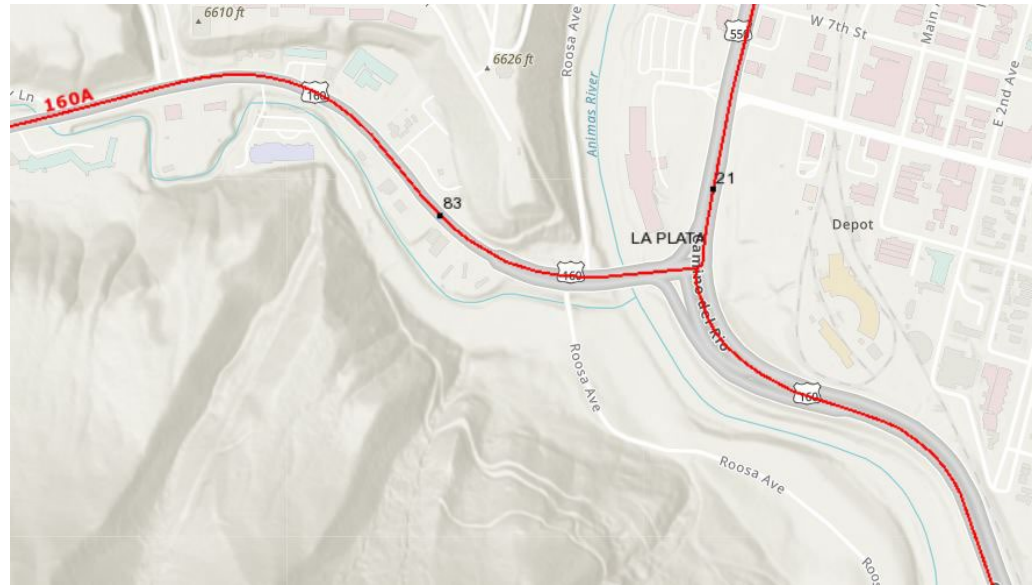 6610 ft
6626 ft
Roosa Ave
Animas River
550
W 7th St
Main
E 2nd Ave
Ln
160A
160
83
21
LA PLATA
Depot
160
Camino del Rio
160
Roosa Ave
Roosa Ave